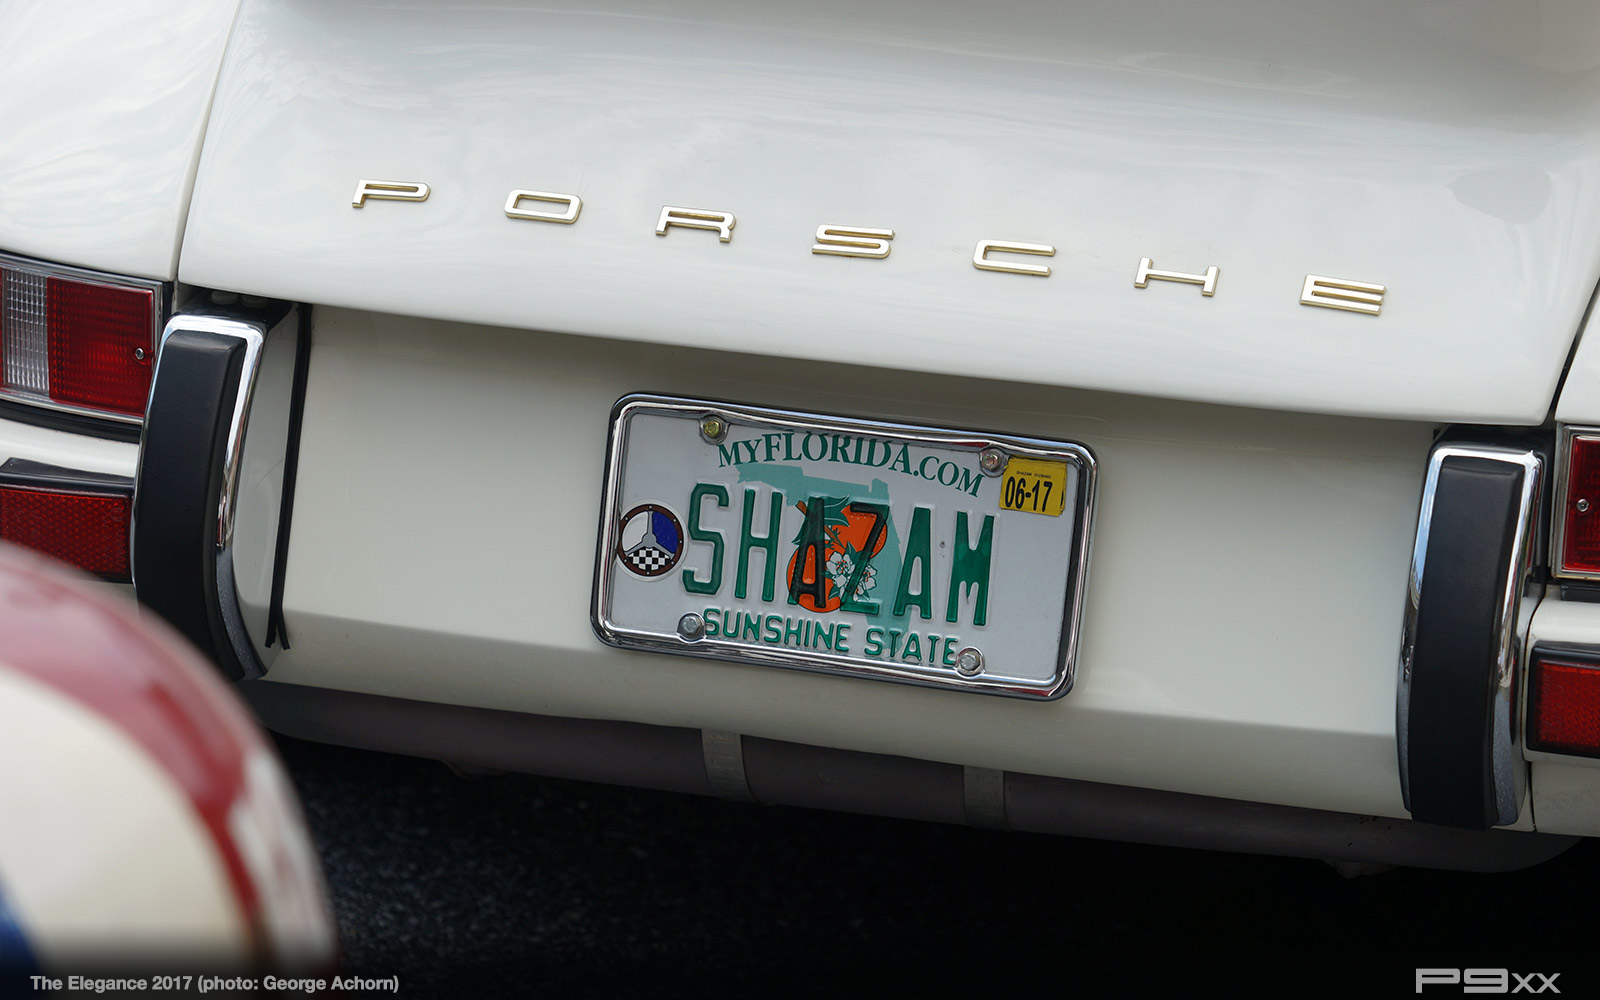 PORSCHE
MYFLORIDA.COM
06-17
SHAZAM
SUNSHINE STATE
The Elegance 2017 (photo: George Achorn)
P9xx